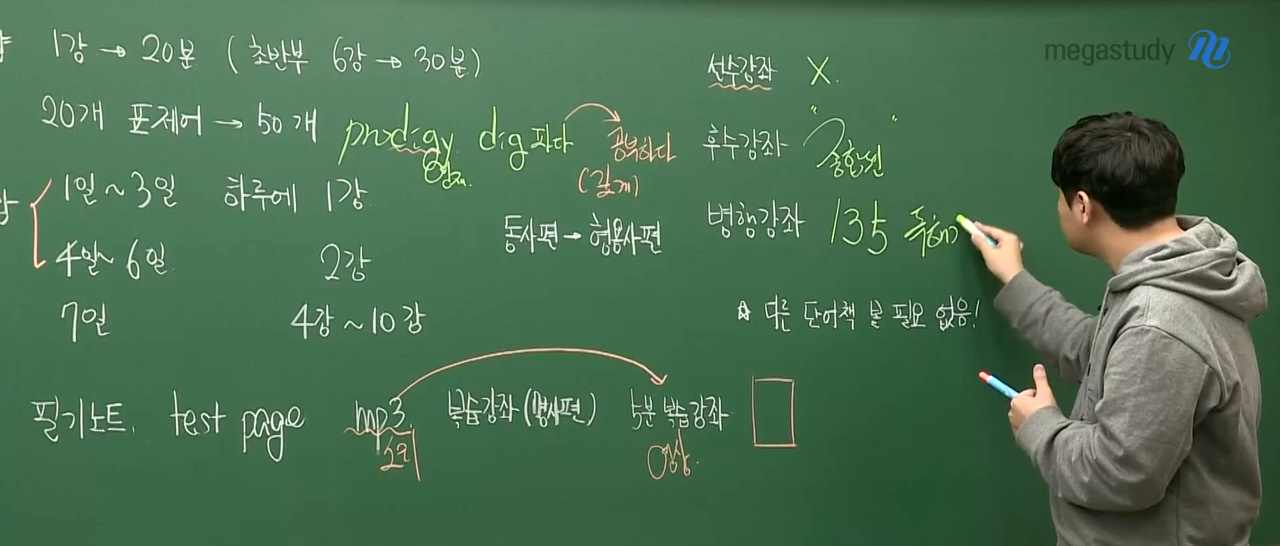 1강 → 20분 ( 초반부 6강 → 30분 )
20개 표제어 → 50개 prodigy dig 파다 공부하다
영재
(깊게)
1일 ~ 3일 하루에 1강
4일 ~ 6일 2강
7일 4강 ~ 10강
동사편 → 형용사편
필기노트. test page mp3. 복습강좌 (명사편) 5분 복습강좌
영상
megastudy
선수강좌 X.
후수강좌 "종합편"
병행강좌 135 독해
☆ 다른 단어책 볼 필요 없음!